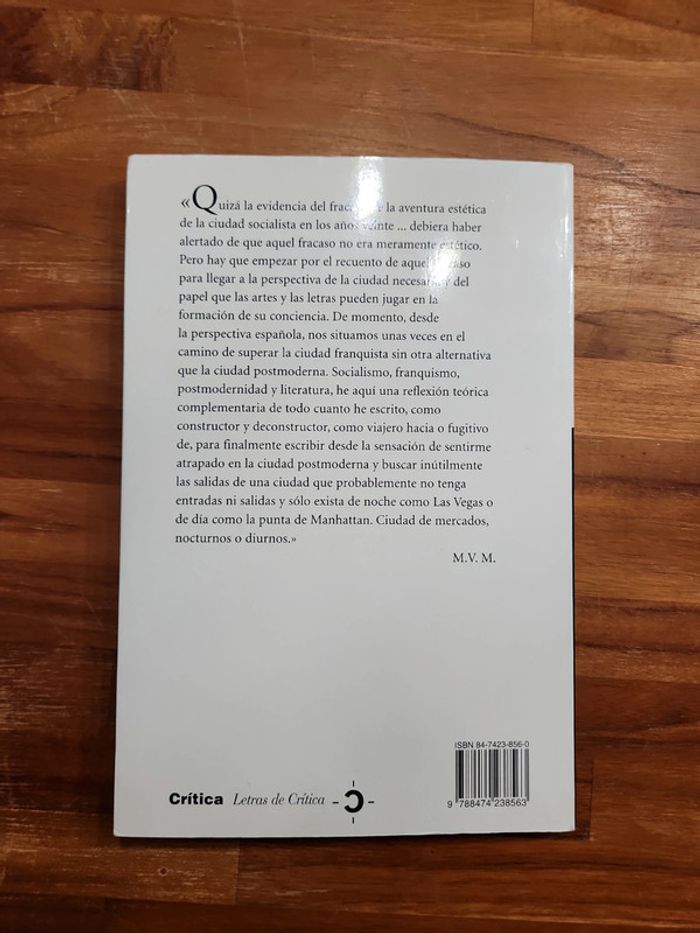 «Quizá la evidencia del la aventura estética
de la ciudad socialista en los años veinte ... debiera haber
alertado de que aquel fracaso no era meramente estético.
Pero hay que empezar por el recuento de aquel
para llegar a la perspectiva de la ciudad del
papel que las artes y las letras pueden jugar en la
formación de su conciencia. De momento, desde
la perspectiva española, nos situamos unas veces en el
camino de superar la ciudad franquista sin otra alternativa
que la ciudad postmoderna. Socialismo, franquismo,
postmodernidad y literatura, he aquí una reflexión teórica
complementaria de todo cuanto he escrito, como
constructor y deconstructor, como viajero hacia o fugitivo
de, para finalmente escribir desde la sensación de sentirme
atrapado en la ciudad postmoderna y buscar inútilmente
las salidas de una ciudad que probablemente no tenga
entradas ni salidas y sólo exista de noche como Las Vegas o
de día como la punta de Manhattan. Ciudad de mercados,
nocturnos o diurnos.»
M.V. M.
ISBN 84-7423-856-0
9 788474 238563
Crítica Letras de Crítica